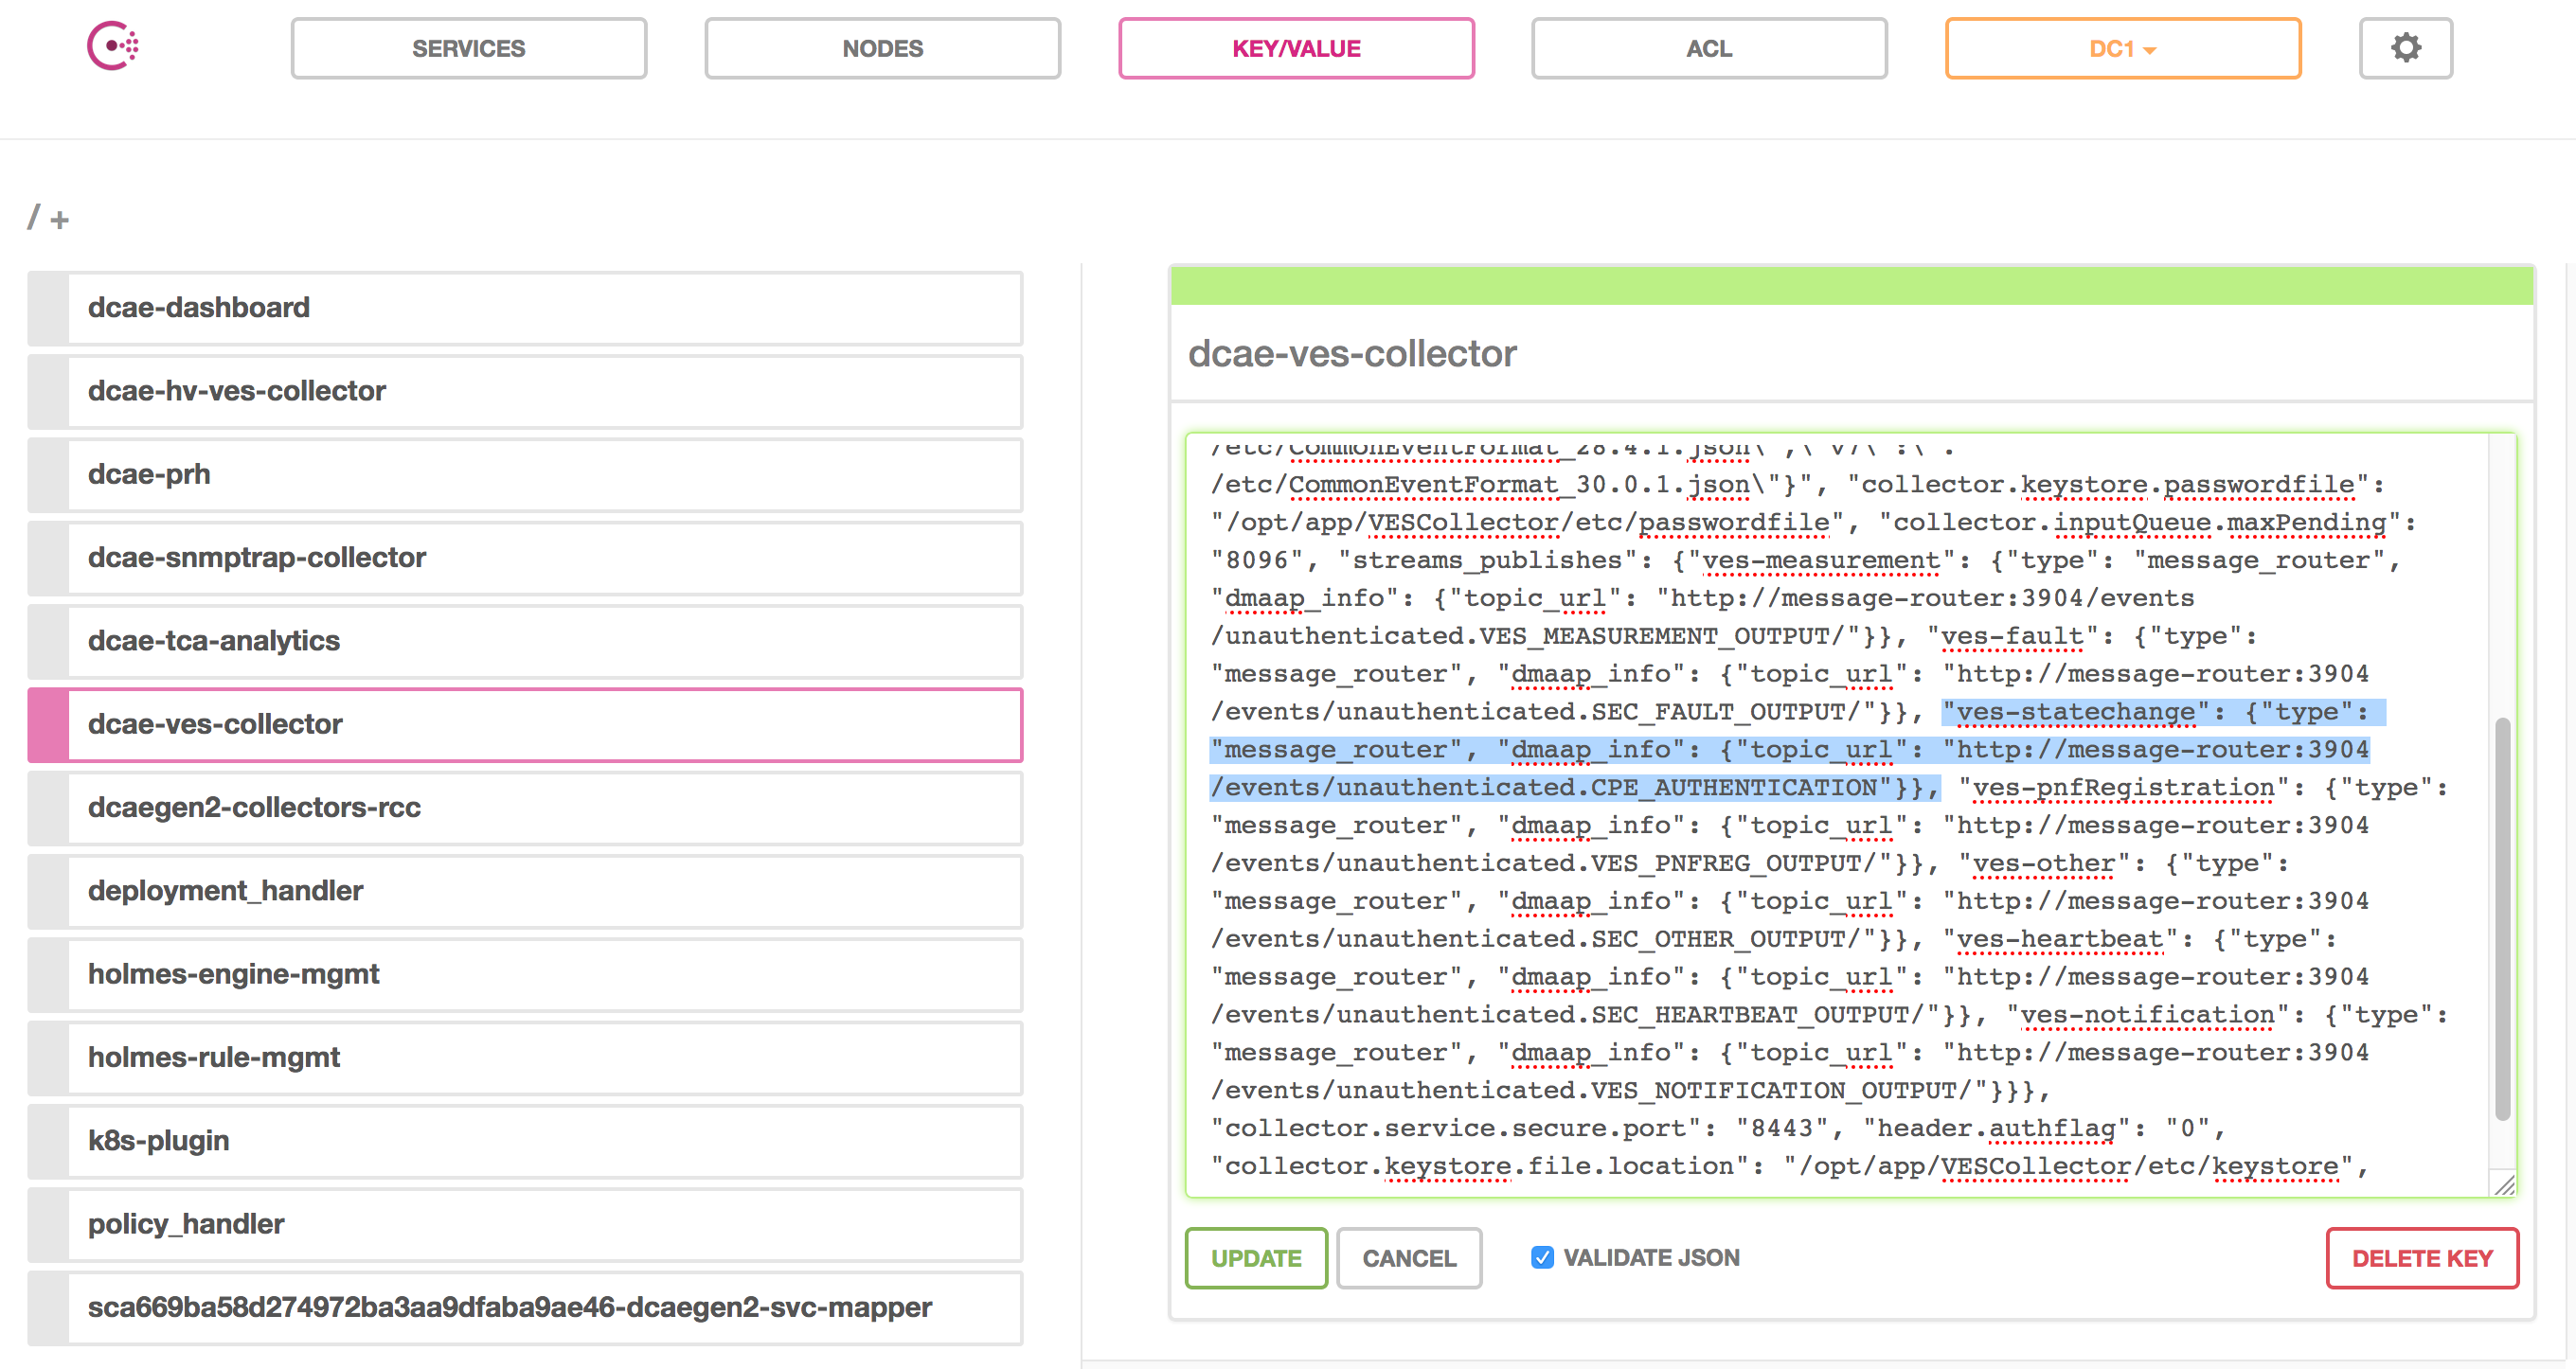 SERVICES
NODES
KEY/VALUE
ACL
DC1
/ +
dcae-dashboard
dcae-hv-ves-collector
dcae-prh
dcae-snmptrap-collector
dcae-tca-analytics
dcae-ves-collector
dcaegen2-collectors-rcc
deployment_handler
holmes-engine-mgmt
holmes-rule-mgmt
k8s-plugin
policy_handler
sca669ba58d274972ba3aa9dfaba9ae46-dcaegen2-svc-mapper
dcae-ves-collector
/etc/CommonEventFormat_28.4.1.json\",\"v7\":\".
/etc/CommonEventFormat_30.0.1.json\"}", "collector.keystore.passwordfile":
"/opt/app/VESCollector/etc/passwordfile", "collector.inputQueue.maxPending":
"8096", "streams_publishes": {"ves-measurement": {"type": "message_router",
"dmaap_info": {"topic_url": "http://message-router:3904/events
/unauthenticated.VES_MEASUREMENT_OUTPUT/"}}, "ves-fault": {"type":
"message_router", "dmaap_info": {"topic_url": "http://message-router:3904
/events/unauthenticated.SEC_FAULT_OUTPUT/"}}, "ves-statechange": {"type":
"message_router", "dmaap_info": {"topic_url": "http://message-router:3904
/events/unauthenticated.CPE_AUTHENTICATION"}}, "ves-pnfRegistration": {"type":
"message_router", "dmaap_info": {"topic_url": "http://message-router:3904
/events/unauthenticated.VES_PNFREG_OUTPUT/"}}, "ves-other": {"type":
"message_router", "dmaap_info": {"topic_url": "http://message-router:3904
/events/unauthenticated.SEC_OTHER_OUTPUT/"}}, "ves-heartbeat": {"type":
"message_router", "dmaap_info": {"topic_url": "http://message-router:3904
/events/unauthenticated.SEC_HEARTBEAT_OUTPUT/"}}, "ves-notification": {"type":
"message_router", "dmaap_info": {"topic_url": "http://message-router:3904
/events/unauthenticated.VES_NOTIFICATION_OUTPUT/"}}},
"collector.service.secure.port": "8443", "header.authflag": "0",
"collector.keystore.file.location": "/opt/app/VESCollector/etc/keystore",
UPDATE
CANCEL
VALIDATE JSON
DELETE KEY